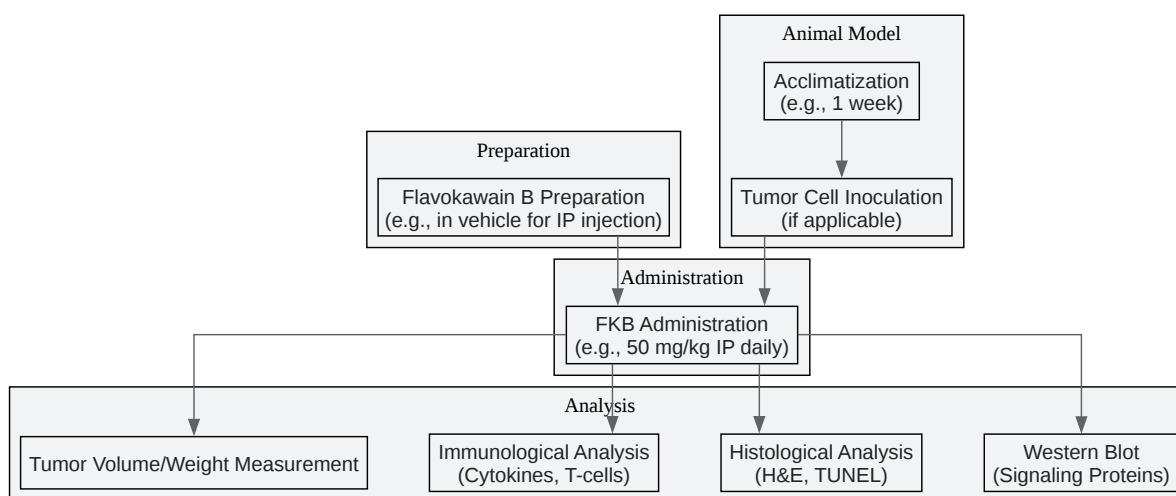 Animal Model
Acclimatization
(e.g., 1 week)
Preparation
Flavokawain B Preparation
(e.g., in vehicle for IP injection)
Tumor Cell Inoculation
(if applicable)
Administration
FKB Administration
(e.g., 50 mg/kg IP daily)
Analysis
Tumor Volume/Weight Measurement
Immunological Analysis
(Cytokines, T-cells)
Histological Analysis
(H&E, TUNEL)
Western Blot
(Signaling Proteins)